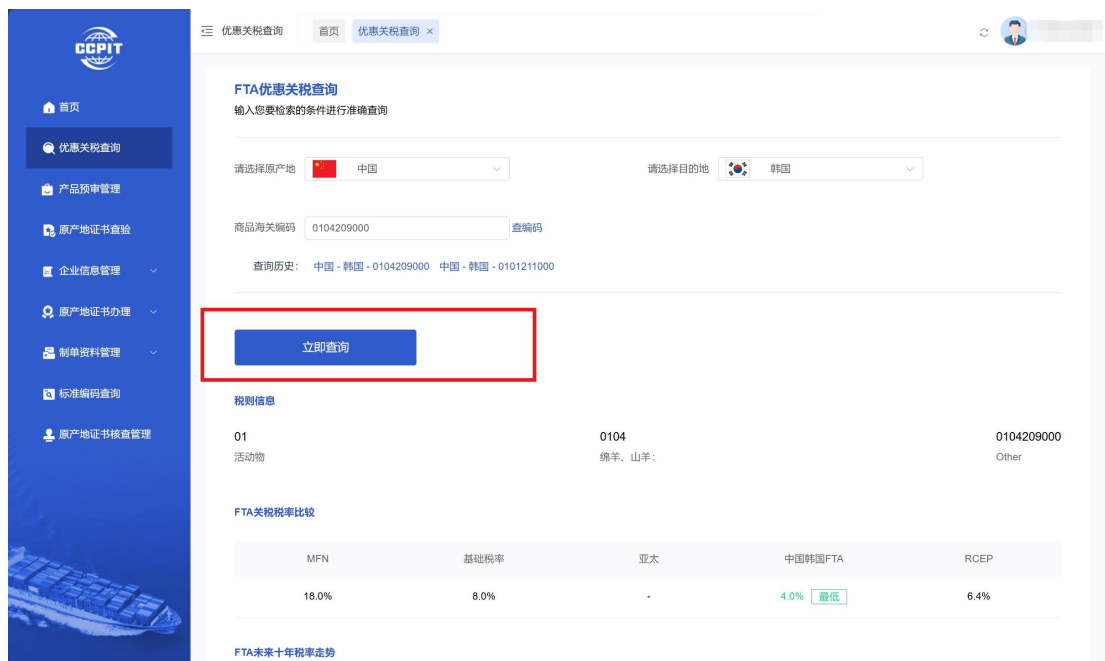 CCPIT
首页
优惠关税查询
产品预审管理
原产地证书查验
企业信息管理
原产地证书办理
制单资料管理
标准编码查询
原产地证书核查管理
优惠关税查询 首页 优惠关税查询 ×
FTA优惠关税查询
输入您要检索的条件进行准确查询
请选择原产地 中国 请选择目的地 韩国
商品海关编码 0104209000 查编码
查询历史： 中国 - 韩国 - 0104209000 中国 - 韩国 - 0101211000
立即查询
税则信息
01 0104 0104209000
活动物 绵羊、山羊： Other
FTA关税税率比较
MFN 基础税率 亚太 中国韩国FTA RCEP
18.0% 8.0% - 4.0% 最低 6.4%
FTA未来十年税率走势